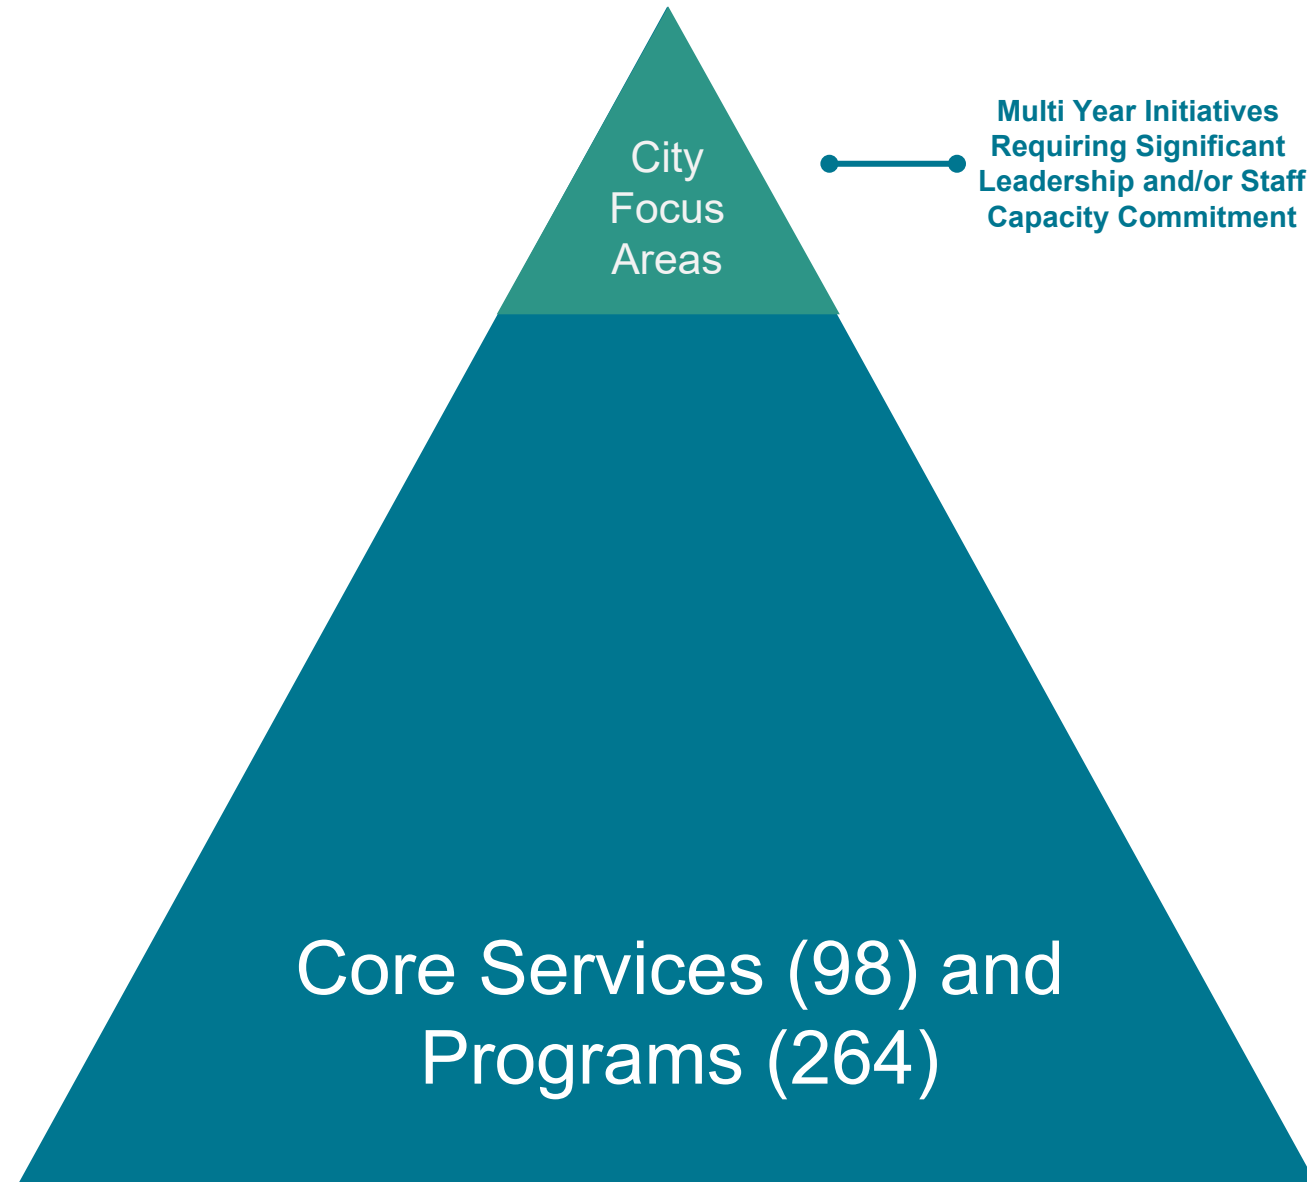 City
Focus
Areas
Multi Year Initiatives
Requiring Significant
Leadership and/or Staff
Capacity Commitment
Core Services (98) and
Programs (264)